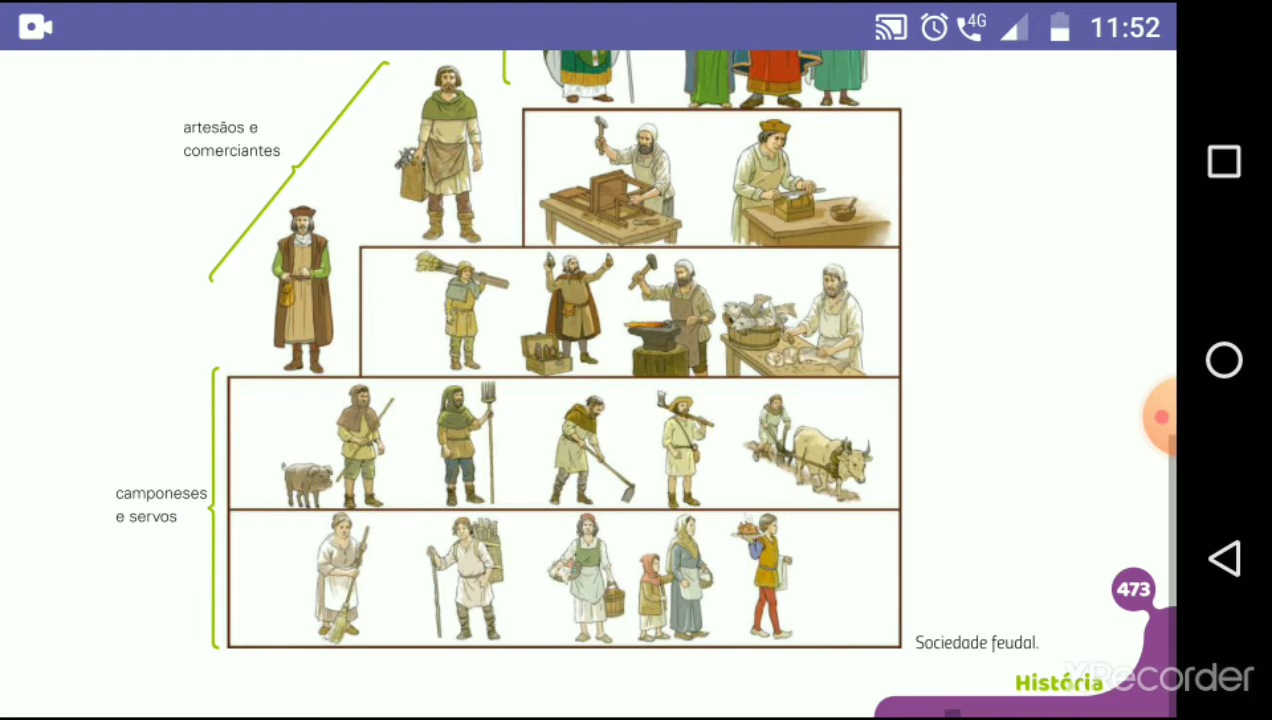 4G
11:52
artesãos e
comerciantes
camponeses
e servos
473
Sociedade feudal.
História
XRecorder